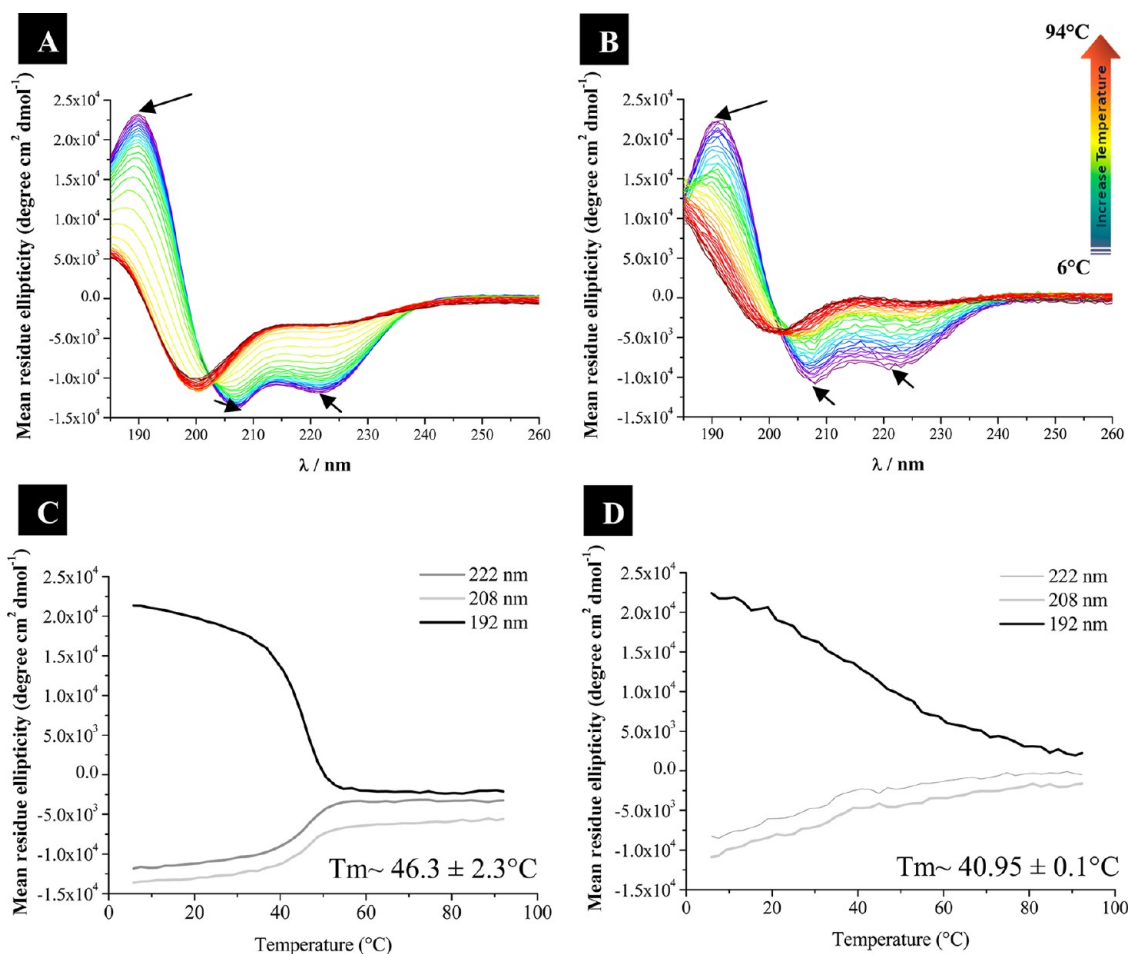 A
B
94°C
Increase Temperature
6°C
Mean residue ellipticity (degree cm² dmol⁻¹)
2.5x10⁴
2.0x10⁴
1.5x10⁴
1.0x10⁴
5.0x10³
0.0
-5.0x10³
-1.0x10⁴
-1.5x10⁴
190 200 210 220 230 240 250 260
λ / nm
Mean residue ellipticity (degree cm² dmol⁻¹)
2.5x10⁴
2.0x10⁴
1.5x10⁴
1.0x10⁴
5.0x10³
0.0
-5.0x10³
-1.0x10⁴
-1.5x10⁴
190 200 210 220 230 240 250 260
λ / nm
C
D
Mean residue ellipticity (degree cm² dmol⁻¹)
2.5x10⁴
2.0x10⁴
1.5x10⁴
1.0x10⁴
5.0x10³
0.0
-5.0x10³
-1.0x10⁴
-1.5x10⁴
222 nm
208 nm
192 nm
Tm~ 46.3 ± 2.3°C
0 20 40 60 80 100
Temperature (°C)
Mean residue ellipticity (degree cm² dmol⁻¹)
2.5x10⁴
2.0x10⁴
1.5x10⁴
1.0x10⁴
5.0x10³
0.0
-5.0x10³
-1.0x10⁴
-1.5x10⁴
222 nm
208 nm
192 nm
Tm~ 40.95 ± 0.1°C
0 20 40 60 80 100
Temperature (°C)